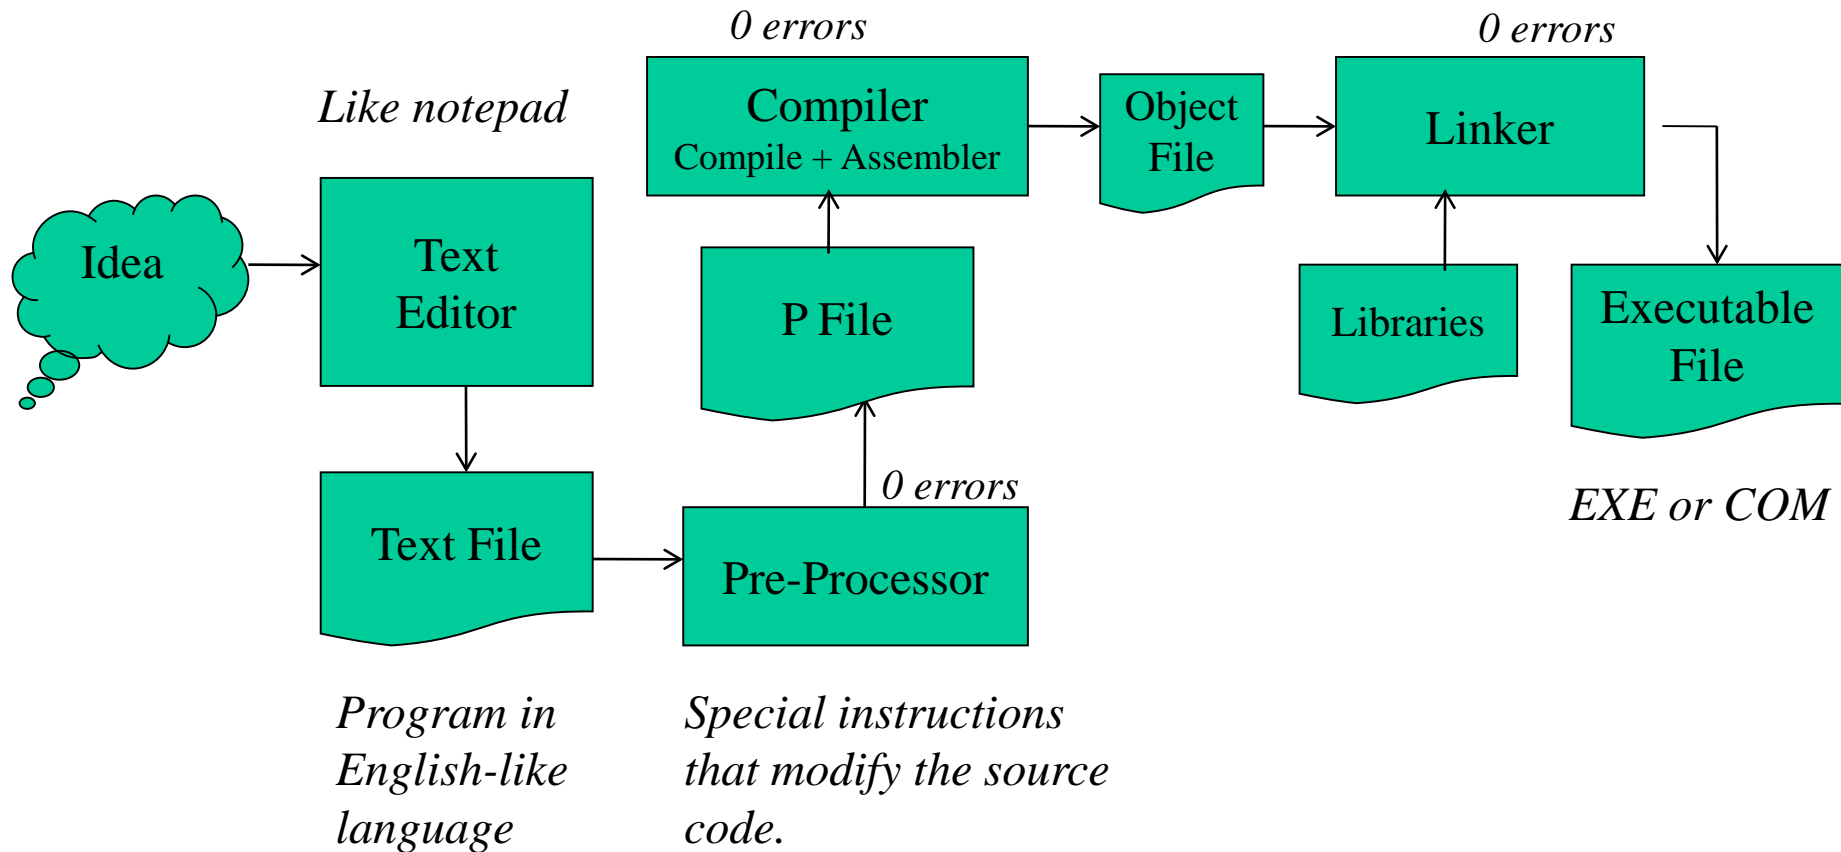 Idea
Like notepad
Text
Editor
Text File
Program in
English-like
language
Pre-Processor
Special instructions
that modify the source
code.
0 errors
P File
0 errors
Compiler
Compile + Assembler
Object
File
0 errors
Linker
Libraries
Executable
File
EXE or COM